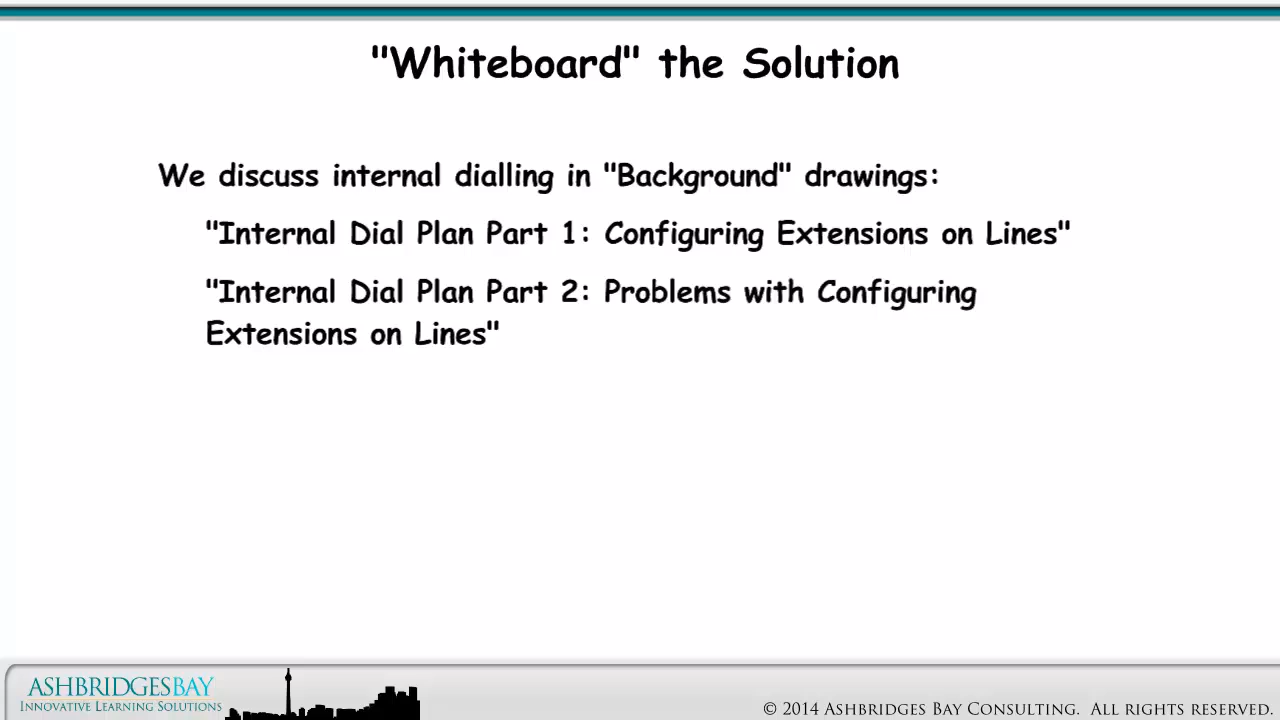 "Whiteboard" the Solution
We discuss internal dialling in "Background" drawings:
"Internal Dial Plan Part 1: Configuring Extensions on Lines"
"Internal Dial Plan Part 2: Problems with Configuring
Extensions on Lines"
ASHBRIDGESBAY
INNOVATIVE LEARNING SOLUTIONS
© 2014 ASHBRIDGES BAY CONSULTING. ALL RIGHTS RESERVED.